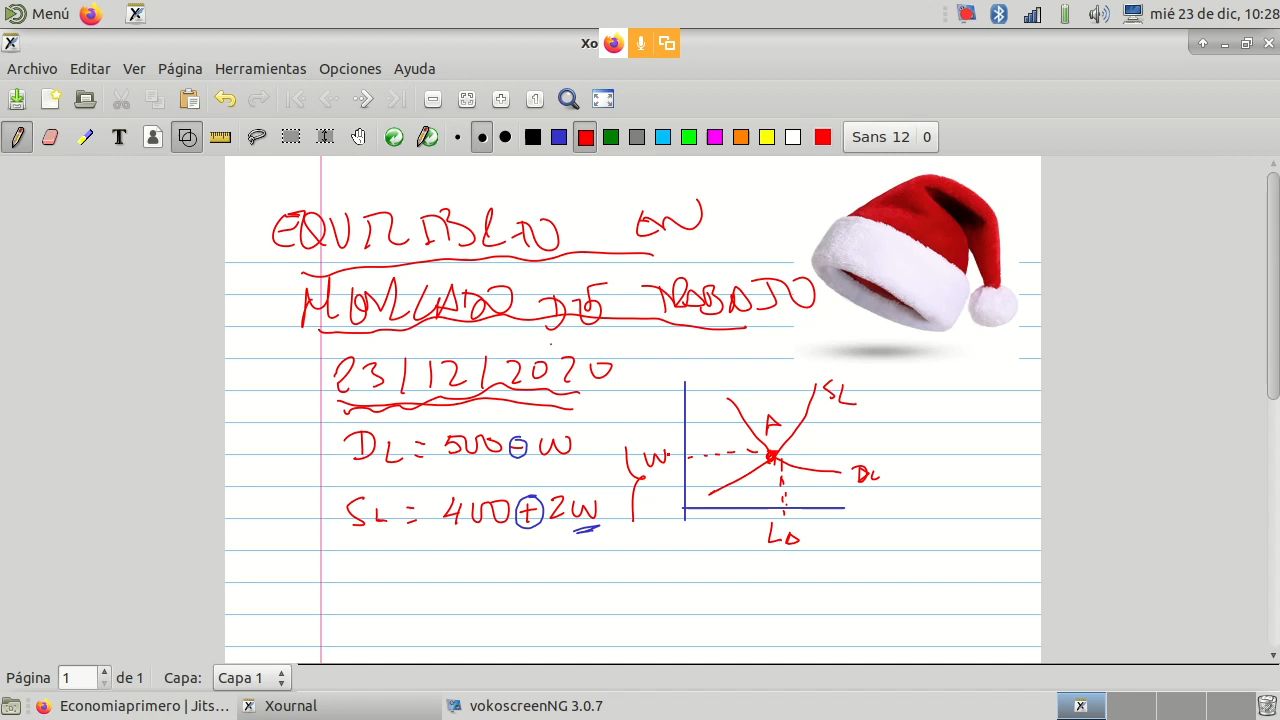 Menú mié 23 de dic, 10:28
Xo
Archivo Editar Ver Página Herramientas Opciones Ayuda
Sans 12 0
EQUILIBRIO EN
MERCADO DE TRABAJO
23/12/2020
DL = 500 - W
SL = 400 + 2W
SL
A
W*
DL
LA
Página 1 de 1 Capa: Capa 1
Economiaprimero | Jits... Xournal vokoscreenNG 3.0.7